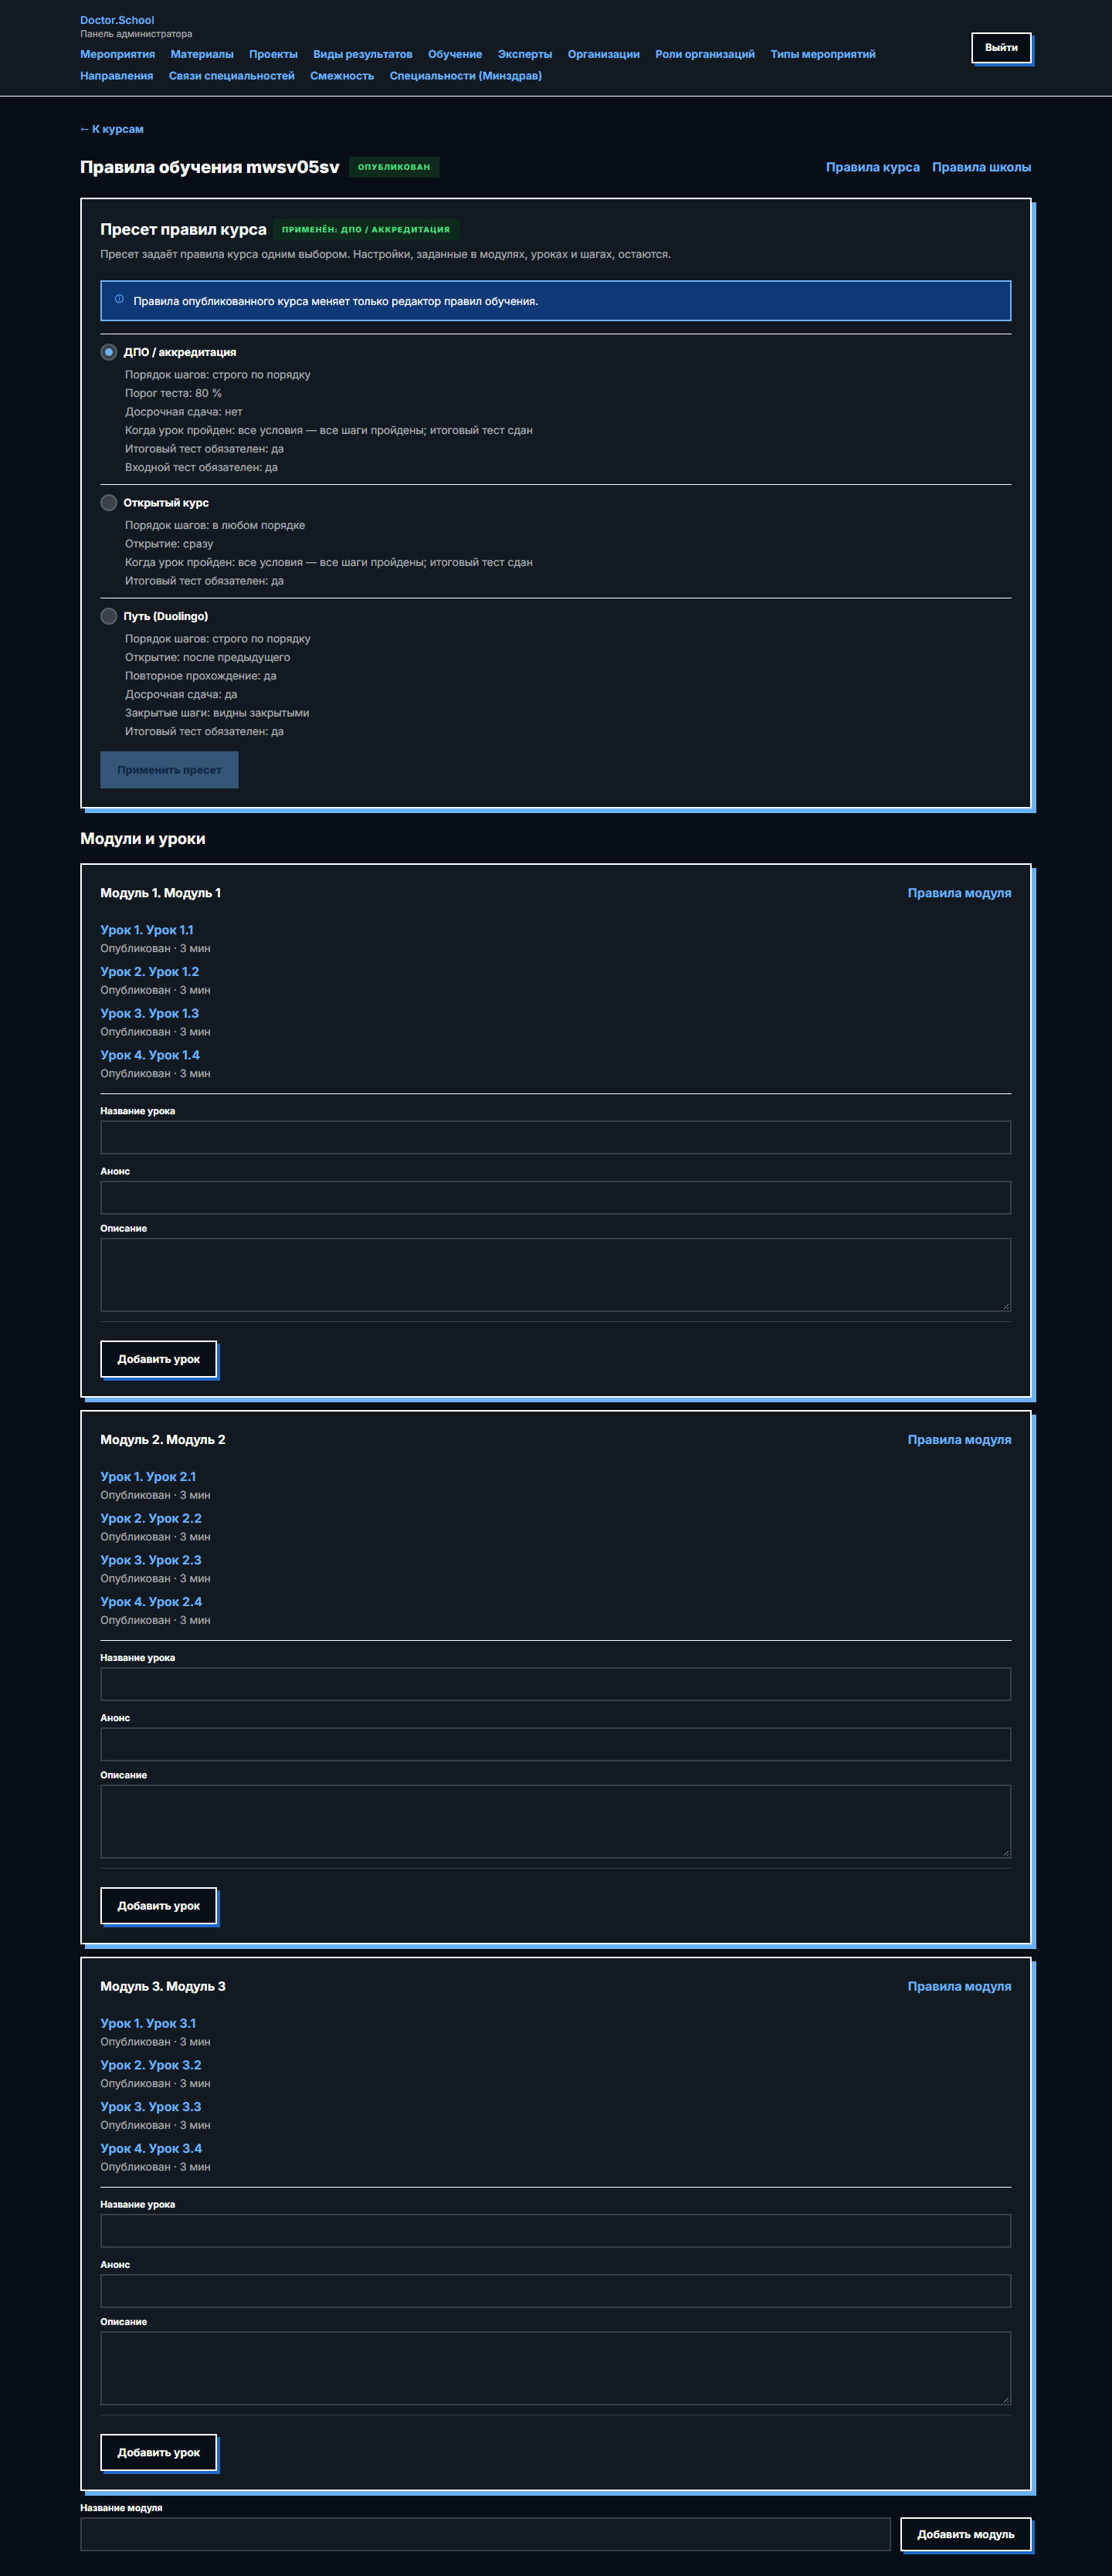 Doctor.School
Панель администратора
Мероприятия Материалы Проекты Виды результатов Обучение Эксперты Организации Роли организаций Типы мероприятий
Направления Связи специальностей Смежность Специальности (Минздрав)
Выйти
← К курсам
Правила обучения mwsv05sv ОПУБЛИКОВАН Правила курса Правила школы
Пресет правил курса ПРИМЕНЁН: ДПО / АККРЕДИТАЦИЯ
Пресет задаёт правила курса одним выбором. Настройки, заданные в модулях, уроках и шагах, остаются.
Правила опубликованного курса меняет только редактор правил обучения.
ДПО / аккредитация
Порядок шагов: строго по порядку
Порог теста: 80 %
Досрочная сдача: нет
Когда урок пройден: все условия — все шаги пройдены; итоговый тест сдан
Итоговый тест обязателен: да
Входной тест обязателен: да
Открытый курс
Порядок шагов: в любом порядке
Открытие: сразу
Когда урок пройден: все условия — все шаги пройдены; итоговый тест сдан
Итоговый тест обязателен: да
Путь (Duolingo)
Порядок шагов: строго по порядку
Открытие: после предыдущего
Повторное прохождение: да
Досрочная сдача: да
Закрытые шаги: видны закрытыми
Итоговый тест обязателен: да
Применить пресет
Модули и уроки
Модуль 1. Модуль 1 Правила модуля
Урок 1. Урок 1.1
Опубликован · 3 мин
Урок 2. Урок 1.2
Опубликован · 3 мин
Урок 3. Урок 1.3
Опубликован · 3 мин
Урок 4. Урок 1.4
Опубликован · 3 мин
Название урока
Анонс
Описание
Добавить урок
Модуль 2. Модуль 2 Правила модуля
Урок 1. Урок 2.1
Опубликован · 3 мин
Урок 2. Урок 2.2
Опубликован · 3 мин
Урок 3. Урок 2.3
Опубликован · 3 мин
Урок 4. Урок 2.4
Опубликован · 3 мин
Название урока
Анонс
Описание
Добавить урок
Модуль 3. Модуль 3 Правила модуля
Урок 1. Урок 3.1
Опубликован · 3 мин
Урок 2. Урок 3.2
Опубликован · 3 мин
Урок 3. Урок 3.3
Опубликован · 3 мин
Урок 4. Урок 3.4
Опубликован · 3 мин
Название урока
Анонс
Описание
Добавить урок
Название модуля
Добавить модуль